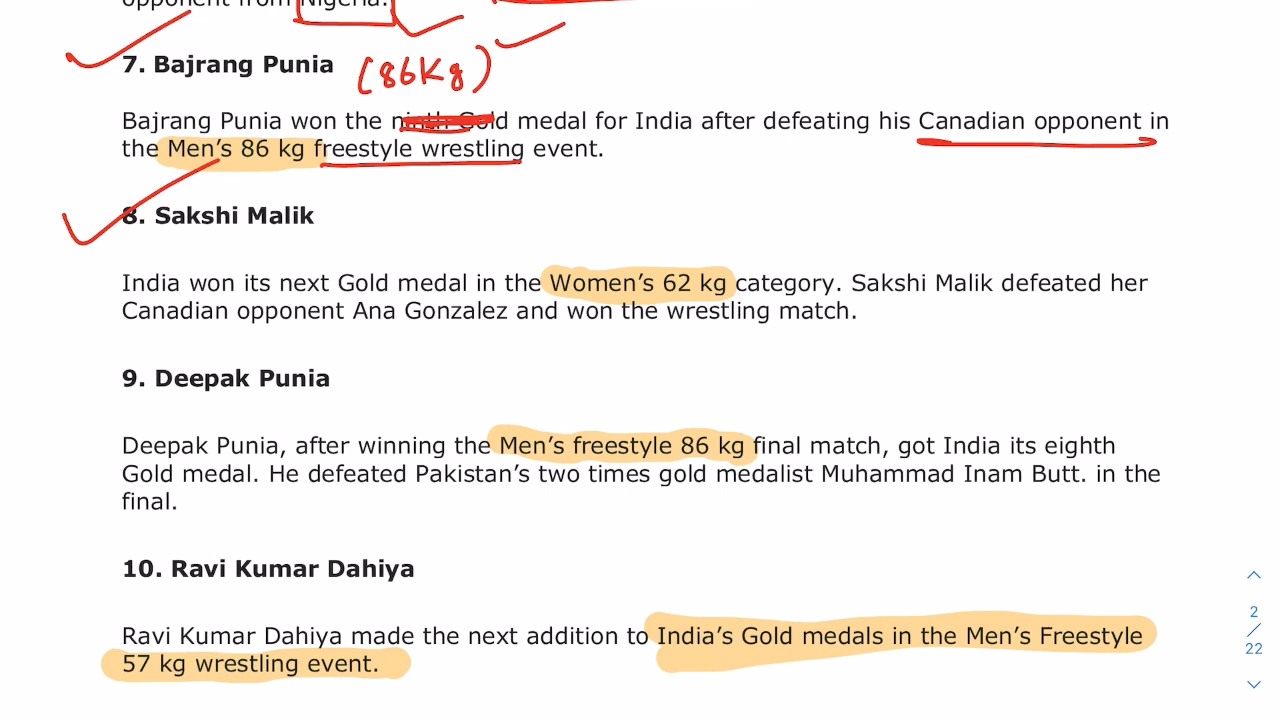 opponent from Nigeria.
7. Bajrang Punia (86Kg)
Bajrang Punia won the ninth Gold medal for India after defeating his Canadian opponent in
the Men’s 86 kg freestyle wrestling event.
8. Sakshi Malik
India won its next Gold medal in the Women’s 62 kg category. Sakshi Malik defeated her
Canadian opponent Ana Gonzalez and won the wrestling match.
9. Deepak Punia
Deepak Punia, after winning the Men’s freestyle 86 kg final match, got India its eighth
Gold medal. He defeated Pakistan’s two times gold medalist Muhammad Inam Butt. in the
final.
10. Ravi Kumar Dahiya
Ravi Kumar Dahiya made the next addition to India’s Gold medals in the Men’s Freestyle
57 kg wrestling event.
2
/
22